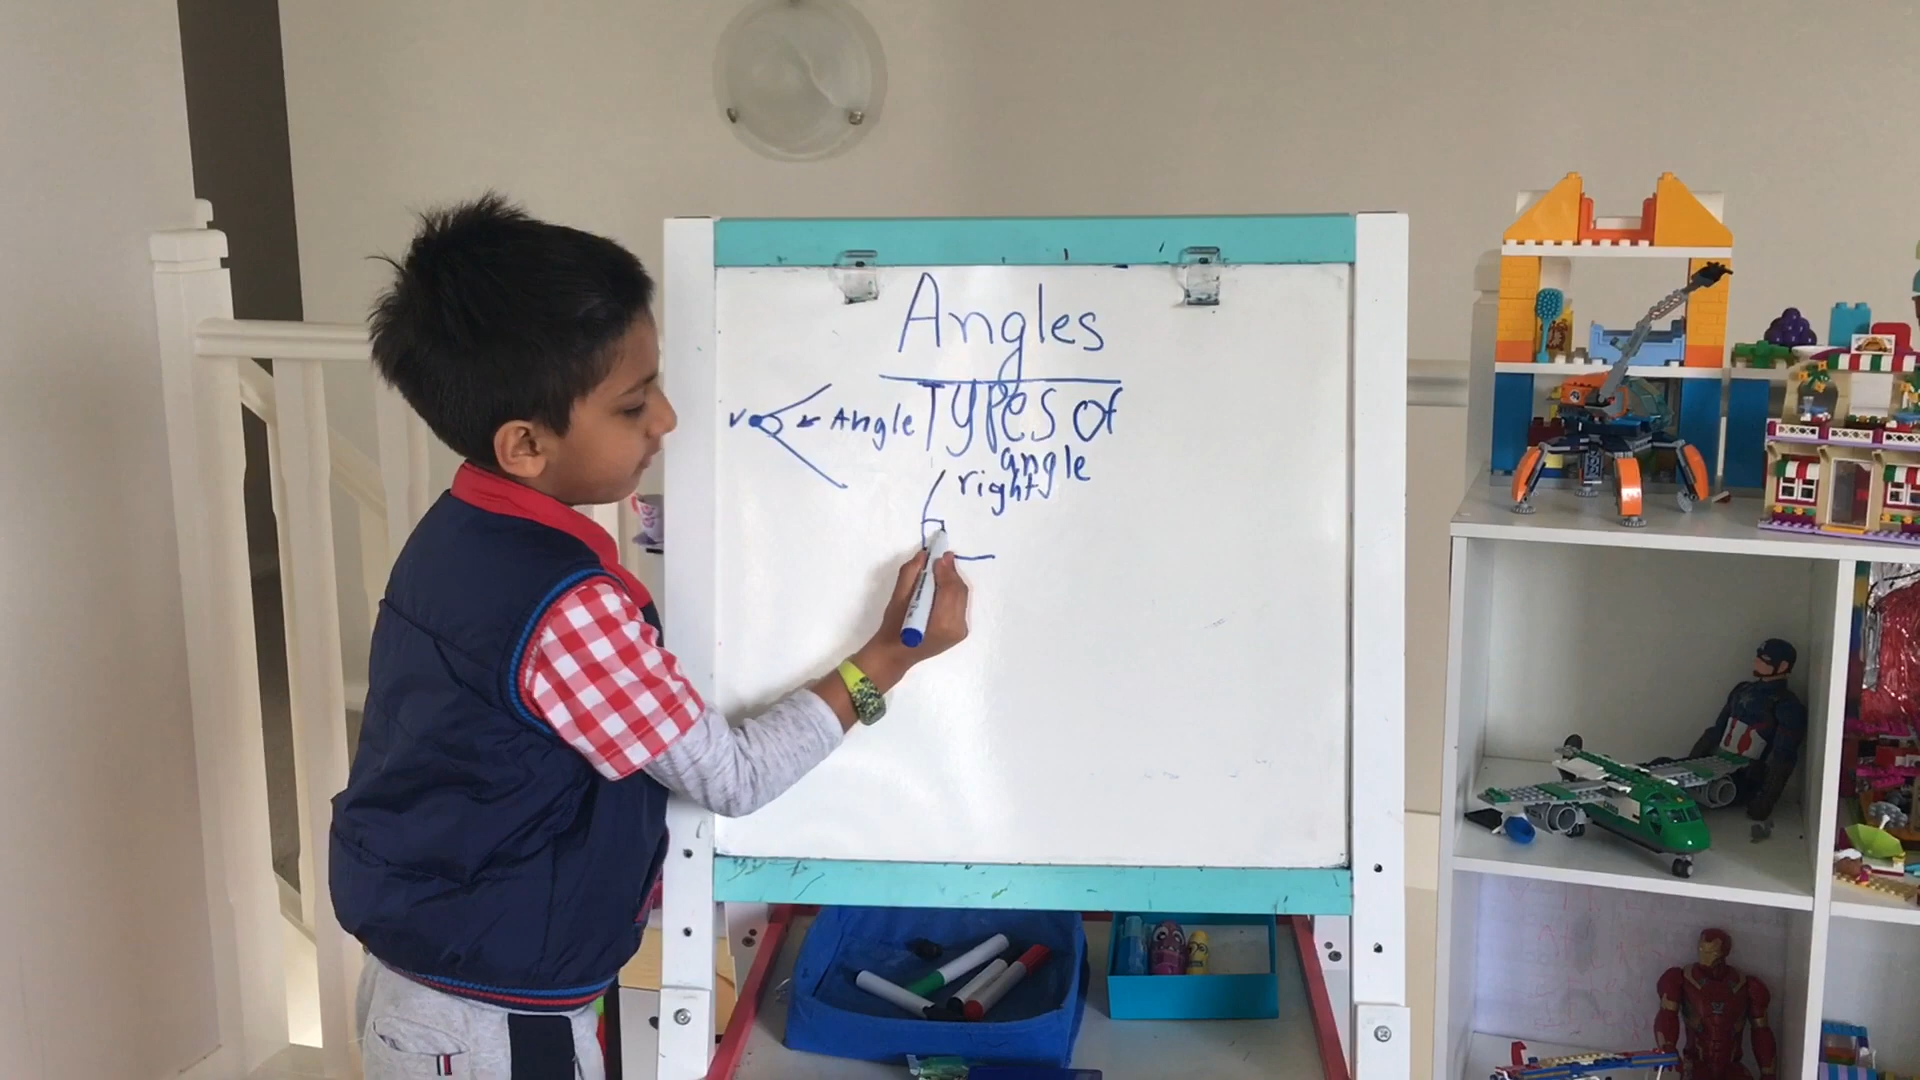 Angles
Types of
v Angle
angle
right